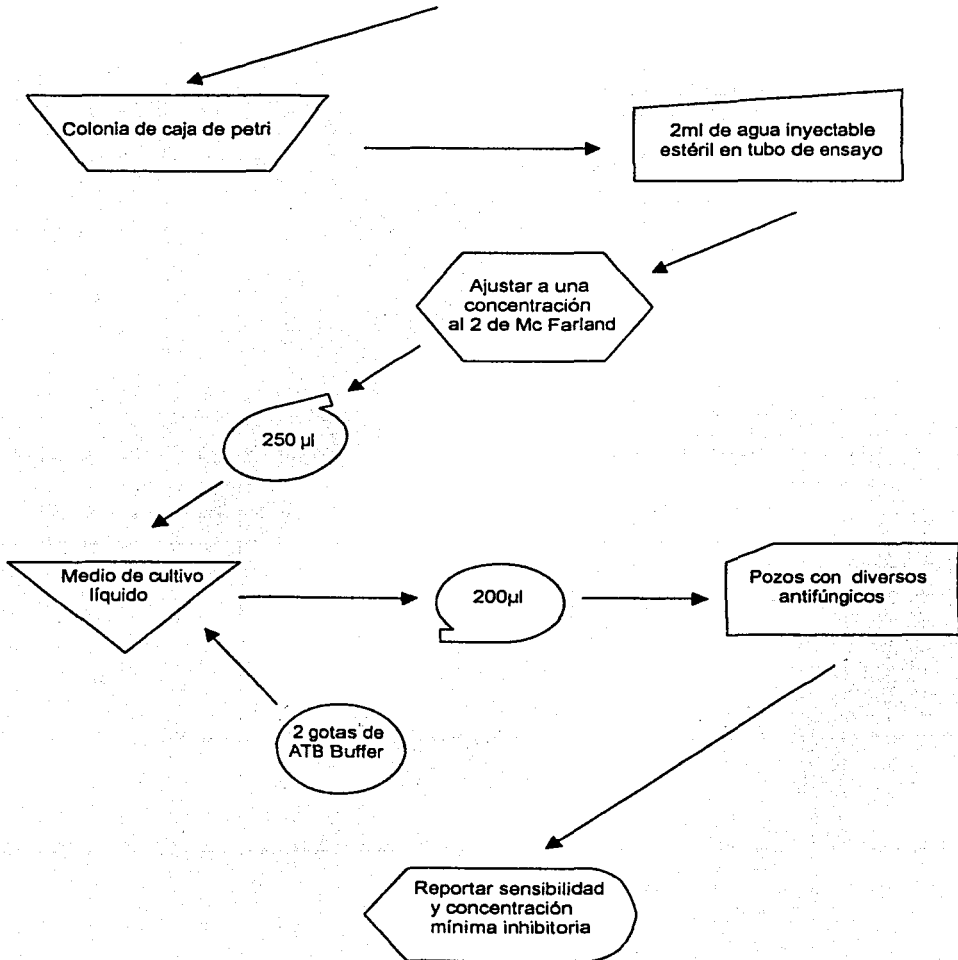 Colonia de caja de petri
2ml de agua inyectable
estéril en tubo de ensayo
Ajustar a una
concentración
al 2 de Mc Farland
250 µl
Medio de cultivo
líquido
200µl
Pozos con diversos
antifúngicos
2 gotas de
ATB Buffer
Reportar sensibilidad
y concentración
mínima inhibitoria